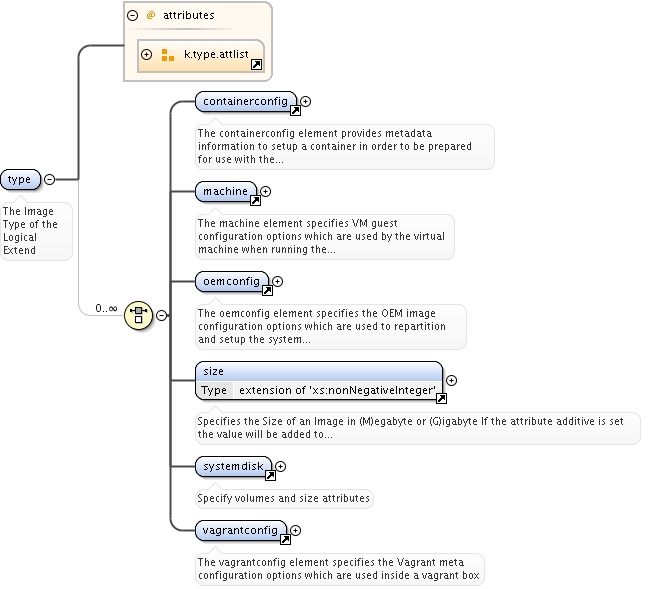 @ attributes
k.type.attlist
containerconfig
The containerconfig element provides metadata
information to setup a container in order to be prepared
for use with the...
type
The Image
Type of the
Logical
Extend
machine
The machine element specifies VM guest
configuration options which are used by the virtual
machine when running the...
oemconfig
The oemconfig element specifies the OEM image
configuration options which are used to repartition
and setup the system...
0..∞
size
Type extension of 'xs:nonNegativeInteger'
Specifies the Size of an Image in (M)egabyte or (G)igabyte If the attribute additive is set
the value will be added to...
systemdisk
Specify volumes and size attributes
vagrantconfig
The vagrantconfig element specifies the Vagrant meta
configuration options which are used inside a vagrant box